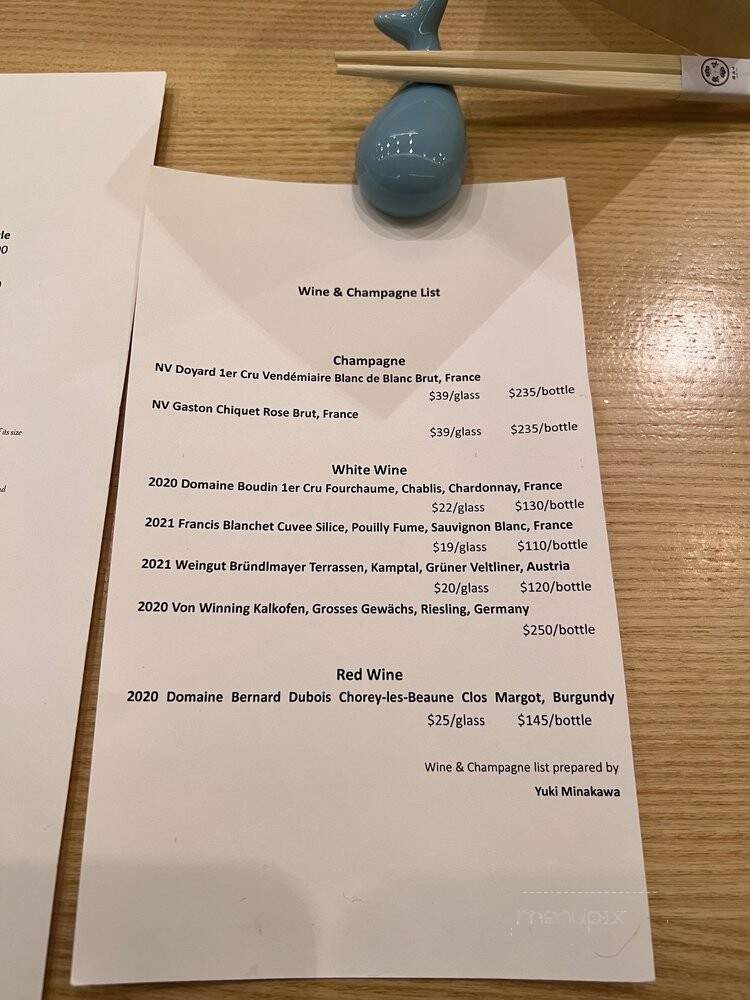 le
00
f its size
nd
Wine & Champagne List
Champagne
NV Doyard 1er Cru Vendémiaire Blanc de Blanc Brut, France
$39/glass $235/bottle
NV Gaston Chiquet Rose Brut, France
$39/glass $235/bottle
White Wine
2020 Domaine Boudin 1er Cru Fourchaume, Chablis, Chardonnay, France
$22/glass $130/bottle
2021 Francis Blanchet Cuvee Silice, Pouilly Fume, Sauvignon Blanc, France
$19/glass $110/bottle
2021 Weingut Bründlmayer Terrassen, Kamptal, Grüner Veltliner, Austria
$20/glass $120/bottle
2020 Von Winning Kalkofen, Grosses Gewächs, Riesling, Germany
$250/bottle
Red Wine
2020 Domaine Bernard Dubois Chorey-les-Beaune Clos Margot, Burgundy
$25/glass $145/bottle
Wine & Champagne list prepared by
Yuki Minakawa
menupix